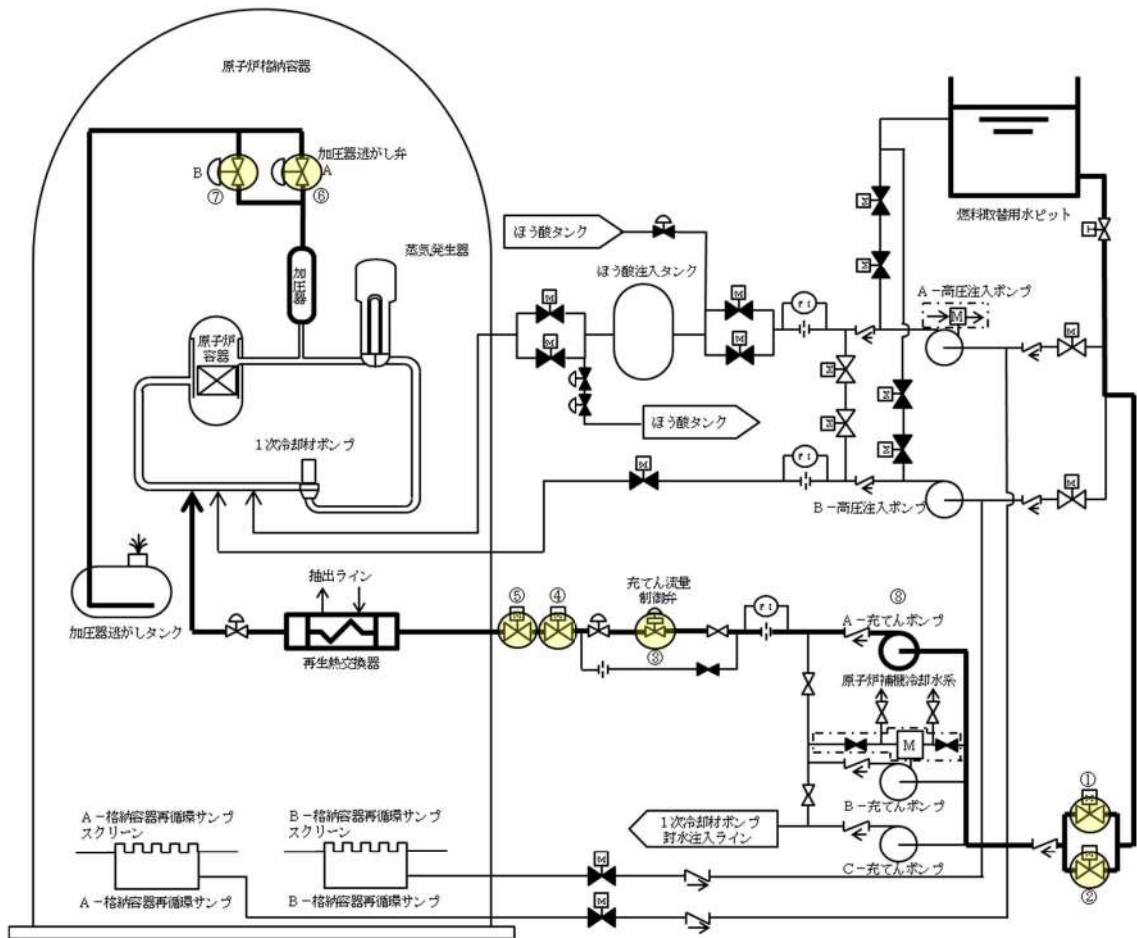 原子炉格納容器
加圧器逃がし弁
B
A
⑦
⑥
加圧器
蒸気発生器
原子炉
容器
1次冷却材ポンプ
加圧器逃がしタンク
抽出ライン
再生熱交換器
ほう酸タンク
ほう酸注入タンク
M
M
M
M
FI
ほう酸タンク
M
M
M
M
燃料取替用水ピット
M
A-高圧注入ポンプ
M
M
M
M
M
M
M
FI
B-高圧注入ポンプ
M
⑤
④
M
M
充てん流量
制御弁
③
FI
⑧
A-充てんポンプ
原子炉補機冷却水系
M
B-充てんポンプ
1次冷却材ポンプ
封水注入ライン
C-充てんポンプ
①
M
M
②
A-格納容器再循環サンプ
スクリーン
B-格納容器再循環サンプ
スクリーン
A-格納容器再循環サンプ
B-格納容器再循環サンプ
M
M